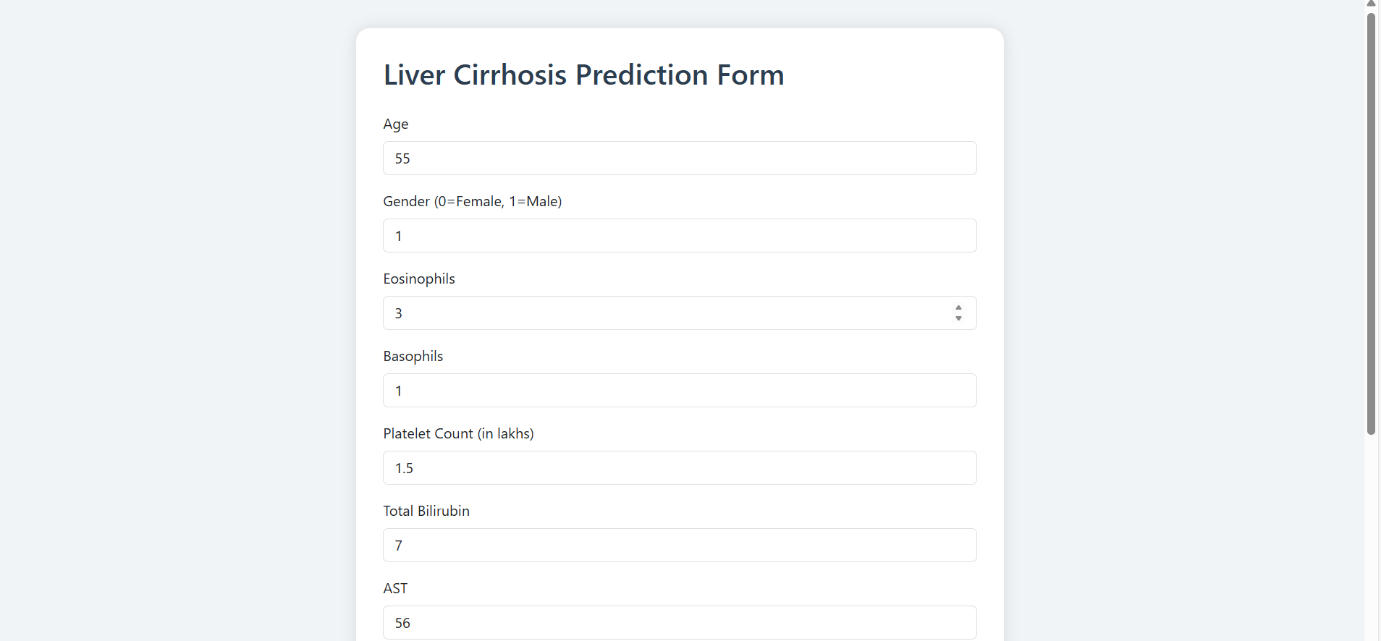 Liver Cirrhosis Prediction Form
Age
55
Gender (0=Female, 1=Male)
1
Eosinophils
3
Basophils
1
Platelet Count (in lakhs)
1.5
Total Bilirubin
7
AST
56